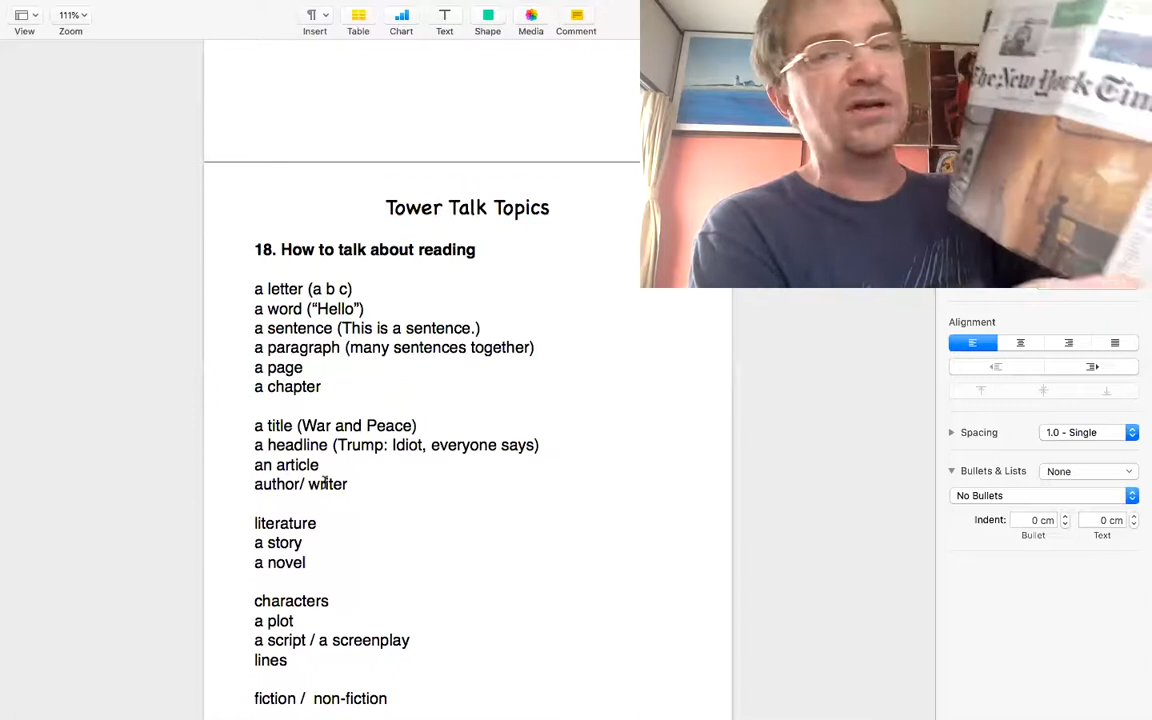 111%
View
Zoom
Insert
Table
Chart
Text
Shape
Media
Comment
The New York Tim
Tower Talk Topics
18. How to talk about reading
a letter (a b c)
a word (“Hello”)
a sentence (This is a sentence.)
a paragraph (many sentences together)
a page
a chapter
a title (War and Peace)
a headline (Trump: Idiot, everyone says)
an article
author/ writer
literature
a story
a novel
characters
a plot
a script / a screenplay
lines
fiction /  non-fiction
Alignment
Spacing
1.0 - Single
Bullets & Lists
None
No Bullets
Indent:
0 cm
0 cm
Bullet
Text